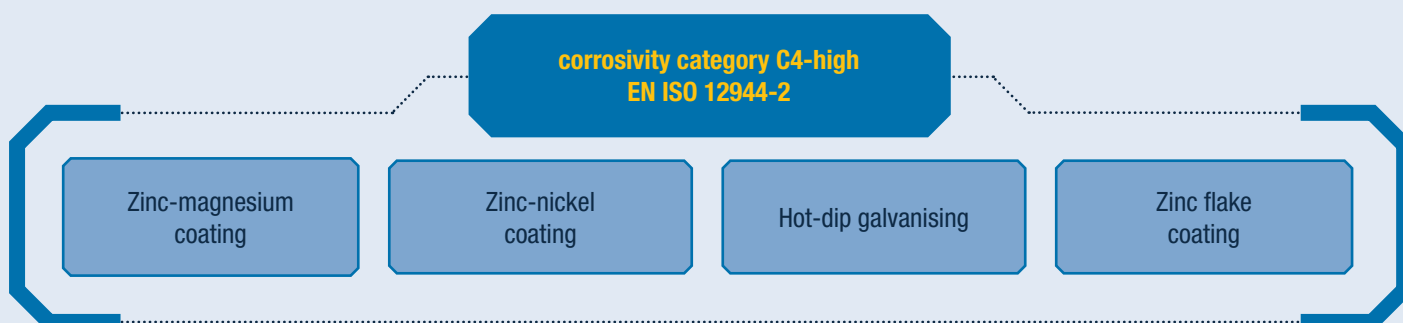 corrosivity category C4-high
EN ISO 12944-2
Zinc-magnesium
coating
Zinc-nickel
coating
Hot-dip galvanising
Zinc flake
coating